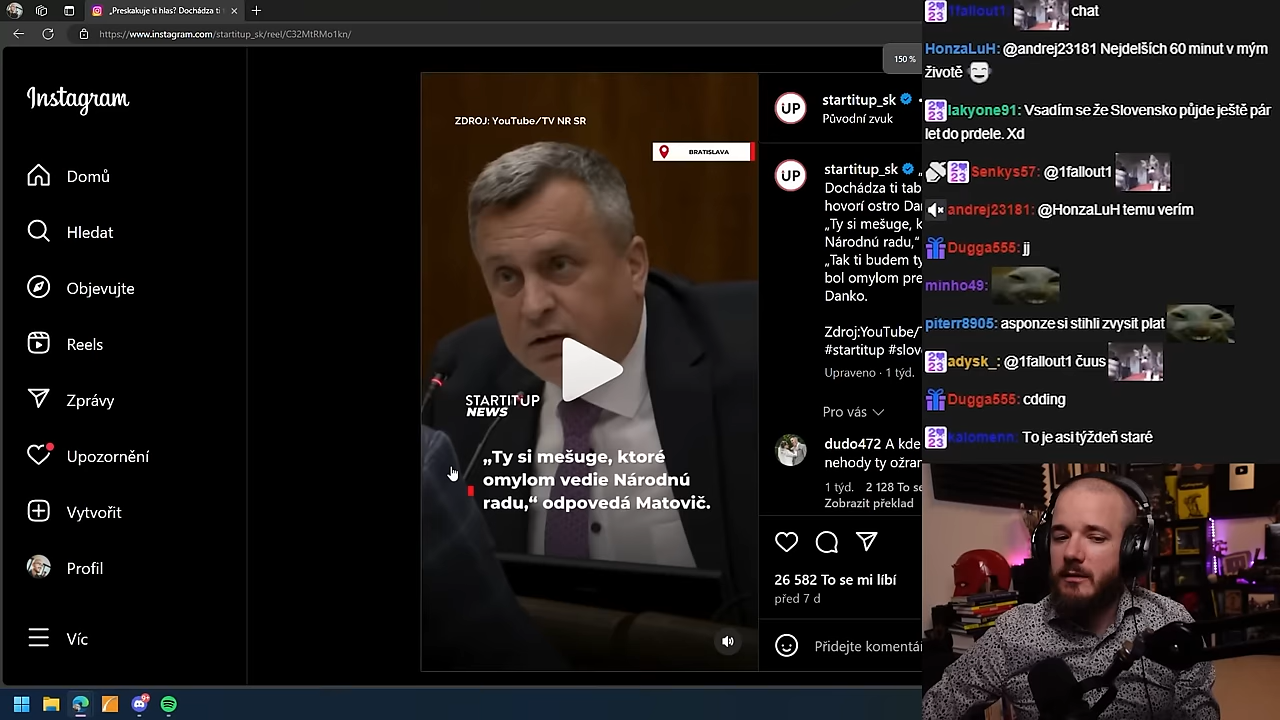 „Preskakuje ti hlas? Dochádza ti
https://www.instagram.com/startitup_sk/reel/C32MtRMo1kn/
150 %
Instagram
Domů
Hledat
Objevujte
Reels
Zprávy
Upozornění
Vytvořit
Profil
Víc
ZDROJ: YouTube/TV NR SR
BRATISLAVA
STARTITUP
NEWS
„Ty si mešuge, ktoré
omylom vedie Národnú
radu,“ odpovedá Matovič.
UP
startitup_sk •
Původní zvuk
UP
startitup_sk „
Dochádza ti tab
hovorí ostro Dan
„Ty si mešuge, k
Národnú radu,“
„Tak ti budem ty
bol omylom pre
Danko.
Zdroj:YouTube/T
#startitup #slov
Upraveno · 1 týd.
Pro vás
dudo472 A kde
nehody ty ožran
1 týd. 2 128 To se
Zobrazit překlad
26 582 To se mi líbí
před 7 d
Přidejte komentá
1fallout1 chat
HonzaLuH: @andrej23181 Nejdelších 60 minut v mým
životě
lakyone91: Vsadím se že Slovensko půjde ještě pár
let do prdele. Xd
Senkys57: @1fallout1
andrej23181: @HonzaLuH temu verím
Dugga555: jj
minho49:
piterr8905: asponze si stihli zvysit plat
adysk_: @1fallout1 čuus
Dugga555: cdding
kalomenn: To je asi týždeň staré